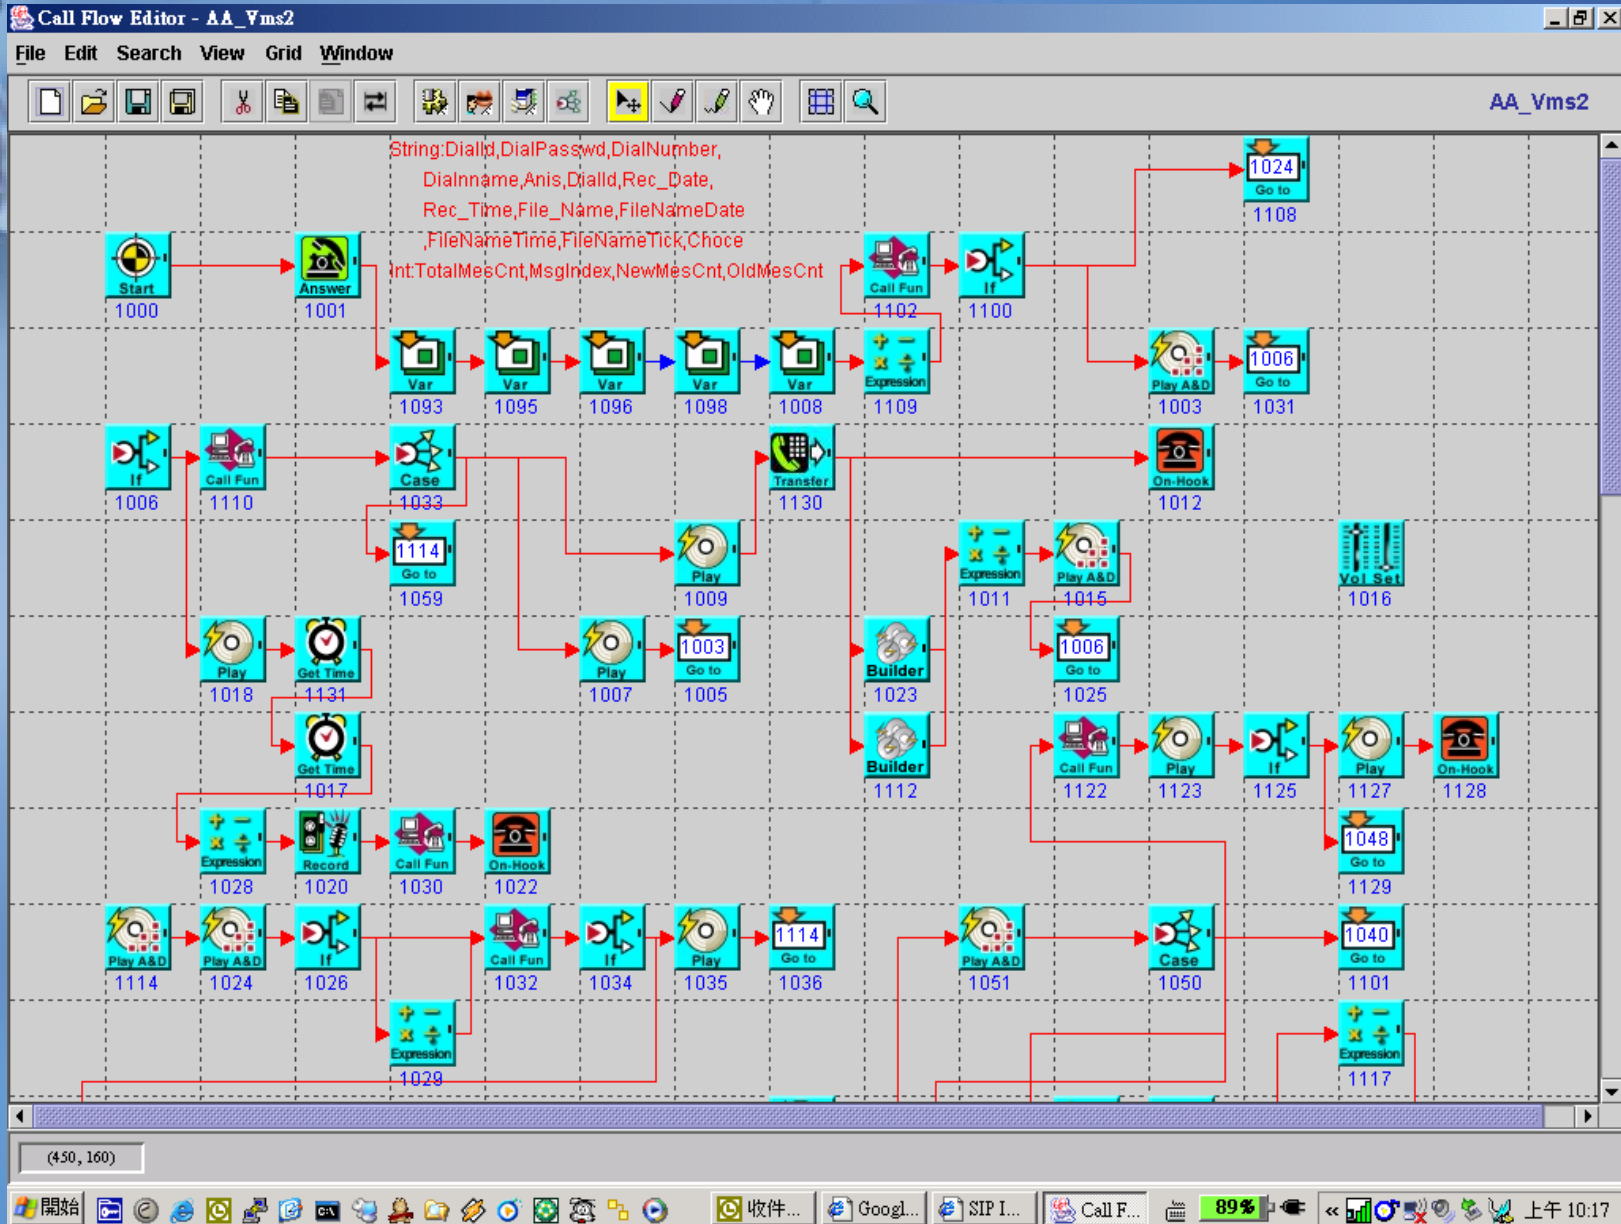 Call Flow Editor - AA_Vms2
File Edit Search View Grid Window
AA_Vms2
String:DialId,DialPasswd,DialNumber,
Dialnname,Anis,DialId,Rec_Date,
Rec_Time,File_Name,FileNameDate
,FileNameTime,FileNameTick,Choce
Int:TotalMesCnt,MsgIndex,NewMesCnt,OldMesCnt
1024
Go to
1108
Start Answer Call Fun If
1000 1001 1102 1100
1006
Var Var Var Var Var Expression Play A&D Go to
1093 1095 1096 1098 1008 1109 1003 1031
If Call Fun Case Transfer On-Hook
1006 1110 1033 1130 1012
1114
Go to Play Expression Play A&D Vol Set
1059 1009 1011 1015 1016
1003 1006
Play Get Time Play Go to Builder Go to
1018 1131 1007 1005 1023 1025
Get Time Builder Call Fun Play If Play On-Hook
1017 1112 1122 1123 1125 1127 1128
1048
Expression Record Call Fun On-Hook Go to
1028 1020 1030 1022 1129
1114 1040
Play A&D Play A&D If Call Fun If Play Go to Play A&D Case Go to
1114 1024 1026 1032 1034 1035 1036 1051 1050 1101
Expression Expression
1029 1117
(450, 160)
開始 收件... Googl... SIP I... Call F... 89% « 上午 10:17